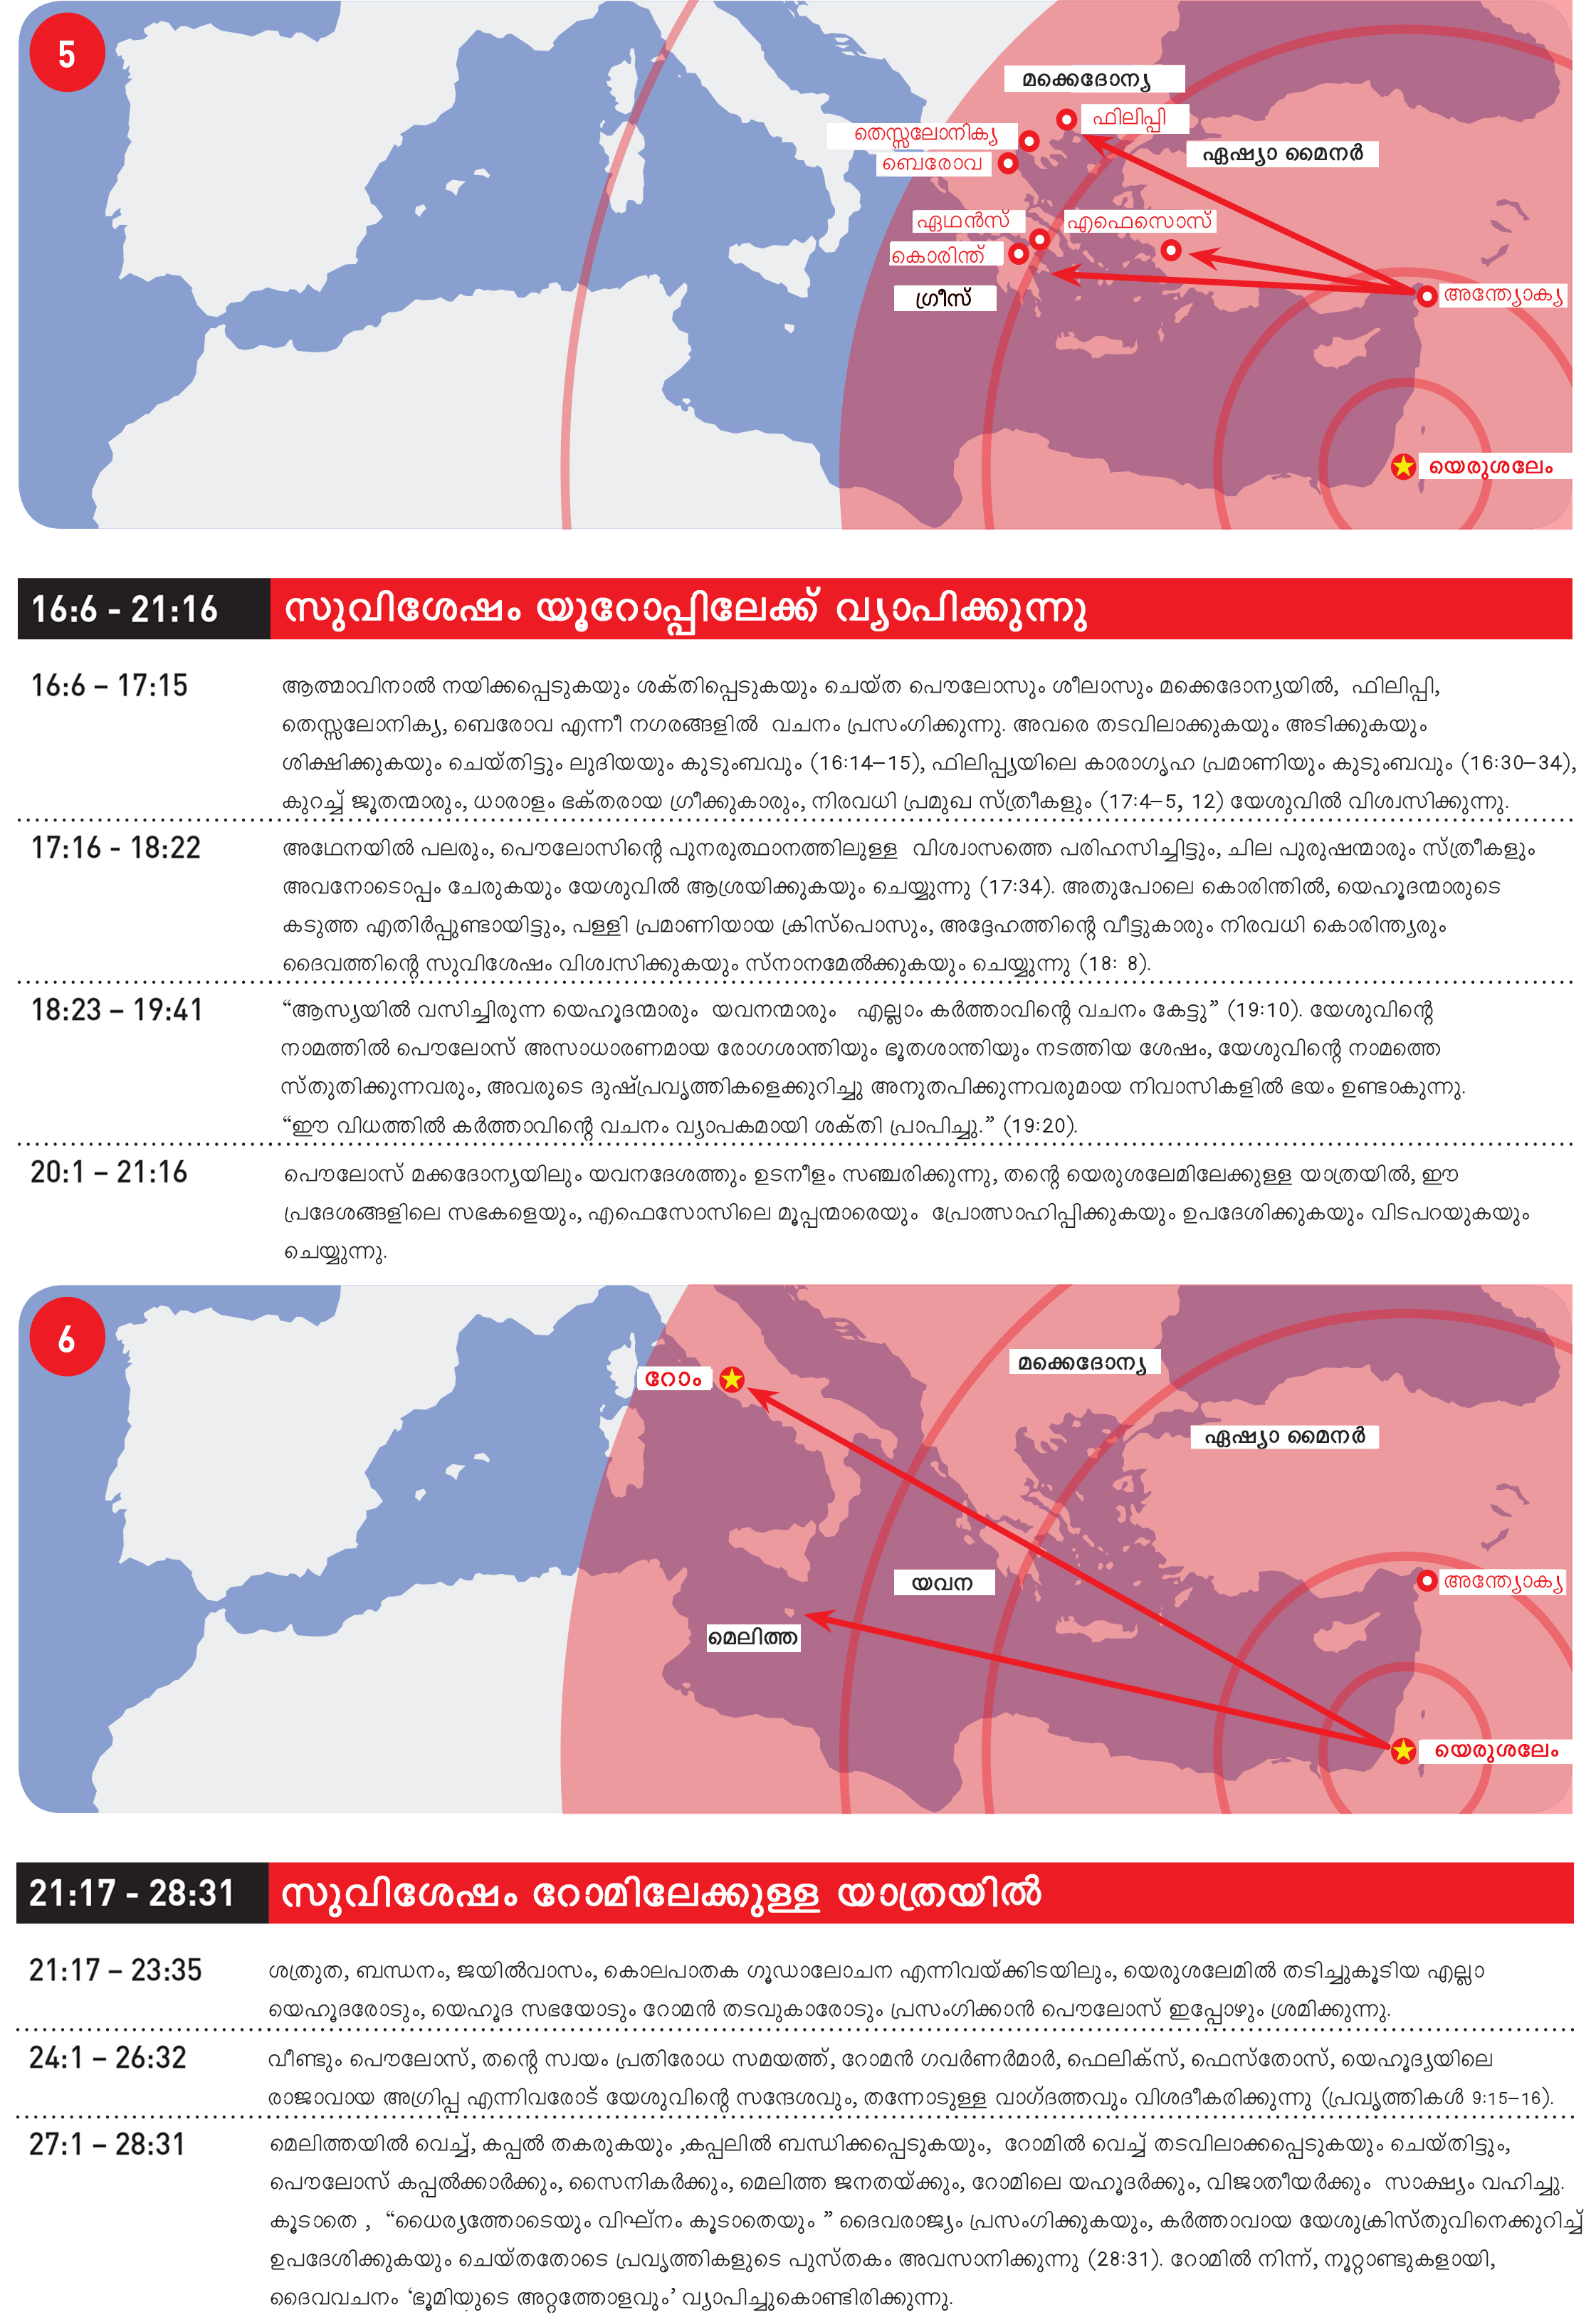 5
മക്കെദോന്യ
ഫിലിപ്പി
തെസ്സലോനിക്യ
ബെരോവ
ഏഷ്യാ മൈനർ
ഏഥൻസ്
എഫെസൊസ്
കൊരിന്ത്
ഗ്രീസ്
അന്ത്യോക്യ
യെരുശലേം
16:6 - 21:16 സുവിശേഷം യൂറോപ്പിലേക്ക് വ്യാപിക്കുന്നു
16:6 – 17:15 ആത്മാവിനാൽ നയിക്കപ്പെടുകയും ശക്തിപ്പെടുകയും ചെയ്ത പൌലോസും ശീലാസും മക്കെദോന്യയിൽ, ഫിലിപ്പി,
തെസ്സലോനിക്യ, ബെരോവ എന്നീ നഗരങ്ങളിൽ വചനം പ്രസംഗിക്കുന്നു. അവരെ തടവിലാക്കുകയും അടിക്കുകയും
ശിക്ഷിക്കുകയും ചെയ്തിട്ടും ലുദിയയും കുടുംബവും (16:14–15), ഫിലിപ്പ്യയിലെ കാരാഗൃഹ പ്രമാണിയും കുടുംബവും (16:30–34),
കുറച്ച് ജൂതന്മാരും, ധാരാളം ഭക്തരായ ഗ്രീക്കുകാരും, നിരവധി പ്രമുഖ സ്ത്രീകളും (17:4–5, 12) യേശുവിൽ വിശ്വസിക്കുന്നു.
17:16 - 18:22 അഥേനയിൽ പലരും, പൌലോസിന്റെ പുനരുത്ഥാനത്തിലുള്ള വിശ്വാസത്തെ പരിഹസിച്ചിട്ടും, ചില പുരുഷന്മാരും സ്ത്രീകളും
അവനോടൊപ്പം ചേരുകയും യേശുവിൽ ആശ്രയിക്കുകയും ചെയ്യുന്നു (17:34). അതുപോലെ കൊരിന്തിൽ, യെഹൂദന്മാരുടെ
കടുത്ത എതിർപ്പുണ്ടായിട്ടും, പള്ളി പ്രമാണിയായ ക്രിസ്പൊസും, അദ്ദേഹത്തിന്റെ വീട്ടുകാരും നിരവധി കൊരിന്ത്യരും
ദൈവത്തിന്റെ സുവിശേഷം വിശ്വസിക്കുകയും സ്നാനമേൽക്കുകയും ചെയ്യുന്നു (18: 8).
18:23 – 19:41 “ആസ്യയിൽ വസിച്ചിരുന്ന യെഹൂദന്മാരും യവനന്മാരും എല്ലാം കർത്താവിന്റെ വചനം കേട്ടു” (19:10). യേശുവിന്റെ
നാമത്തിൽ പൌലോസ് അസാധാരണമായ രോഗശാന്തിയും ഭൂതശാന്തിയും നടത്തിയ ശേഷം, യേശുവിന്റെ നാമത്തെ
സ്തുതിക്കുന്നവരും, അവരുടെ ദുഷ്പ്രവൃത്തികളെക്കുറിച്ചു അനുതപിക്കുന്നവരുമായ നിവാസികളിൽ ഭയം ഉണ്ടാകുന്നു.
“ഈ വിധത്തിൽ കർത്താവിന്റെ വചനം വ്യാപകമായി ശക്തി പ്രാപിച്ചു.” (19:20).
20:1 – 21:16 പൌലോസ് മക്കദോന്യയിലും യവനദേശത്തും ഉടനീളം സഞ്ചരിക്കുന്നു, തന്റെ യെരുശലേമിലേക്കുള്ള യാത്രയിൽ, ഈ
പ്രദേശങ്ങളിലെ സഭകളെയും, എഫെസോസിലെ മൂപ്പന്മാരെയും പ്രോത്സാഹിപ്പിക്കുകയും ഉപദേശിക്കുകയും വിടപറയുകയും
ചെയ്യുന്നു.
6
മക്കെദോന്യ
റോം
ഏഷ്യാ മൈനർ
യവന
അന്ത്യോക്യ
മെലിത്ത
യെരുശലേം
21:17 - 28:31 സുവിശേഷം റോമിലേക്കുള്ള യാത്രയിൽ
21:17 – 23:35 ശത്രുത, ബന്ധനം, ജയിൽവാസം, കൊലപാതക ഗൂഡാലോചന എന്നിവയ്ക്കിടയിലും, യെരുശലേമിൽ തടിച്ചുകൂടിയ എല്ലാ
യെഹൂദരോടും, യെഹൂദ സഭയോടും റോമൻ തടവുകാരോടും പ്രസംഗിക്കാൻ പൌലോസ് ഇപ്പോഴും ശ്രമിക്കുന്നു.
24:1 – 26:32 വീണ്ടും പൌലോസ്, തന്റെ സ്വയം പ്രതിരോധ സമയത്ത്, റോമൻ ഗവർണർമാർ, ഫെലിക്സ്, ഫെസ്തോസ്, യെഹൂദ്യയിലെ
രാജാവായ അഗ്രിപ്പ എന്നിവരോട് യേശുവിന്റെ സന്ദേശവും, തന്നോടുള്ള വാഗ്ദത്തവും വിശദീകരിക്കുന്നു (പ്രവൃത്തികൾ 9:15–16).
27:1 – 28:31 മെലിത്തയിൽ വെച്ച്, കപ്പൽ തകരുകയും ,കപ്പലിൽ ബന്ധിക്കപ്പെടുകയും, റോമിൽ വെച്ച് തടവിലാക്കപ്പെടുകയും ചെയ്തിട്ടും,
പൌലോസ് കപ്പൽക്കാർക്കും, സൈനികർക്കും, മെലിത്ത ജനതയ്ക്കും, റോമിലെ യഹൂദർക്കും, വിജാതീയർക്കും സാക്ഷ്യം വഹിച്ചു.
കൂടാതെ , “ധൈര്യത്തോടെയും വിഘ്നം കൂടാതെയും ” ദൈവരാജ്യം പ്രസംഗിക്കുകയും, കർത്താവായ യേശുക്രിസ്തുവിനെക്കുറിച്ച്
ഉപദേശിക്കുകയും ചെയ്തതോടെ പ്രവൃത്തികളുടെ പുസ്തകം അവസാനിക്കുന്നു (28:31). റോമിൽ നിന്ന്, നൂറ്റാണ്ടുകളായി,
ദൈവവചനം ‘ഭൂമിയുടെ അറ്റത്തോളവും’ വ്യാപിച്ചുകൊണ്ടിരിക്കുന്നു.